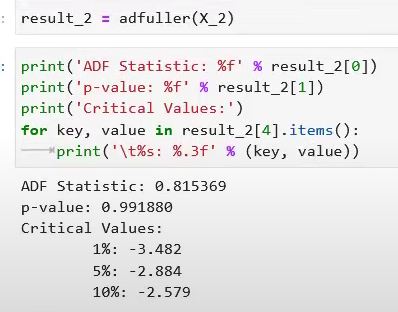 result_2 = adfuller(X_2)
print('ADF Statistic: %f' % result_2[0])
print('p-value: %f' % result_2[1])
print('Critical Values:')
for key, value in result_2[4].items():
    print('\t%s: %.3f' % (key, value))
ADF Statistic: 0.815369
p-value: 0.991880
Critical Values:
        1%: -3.482
        5%: -2.884
        10%: -2.579